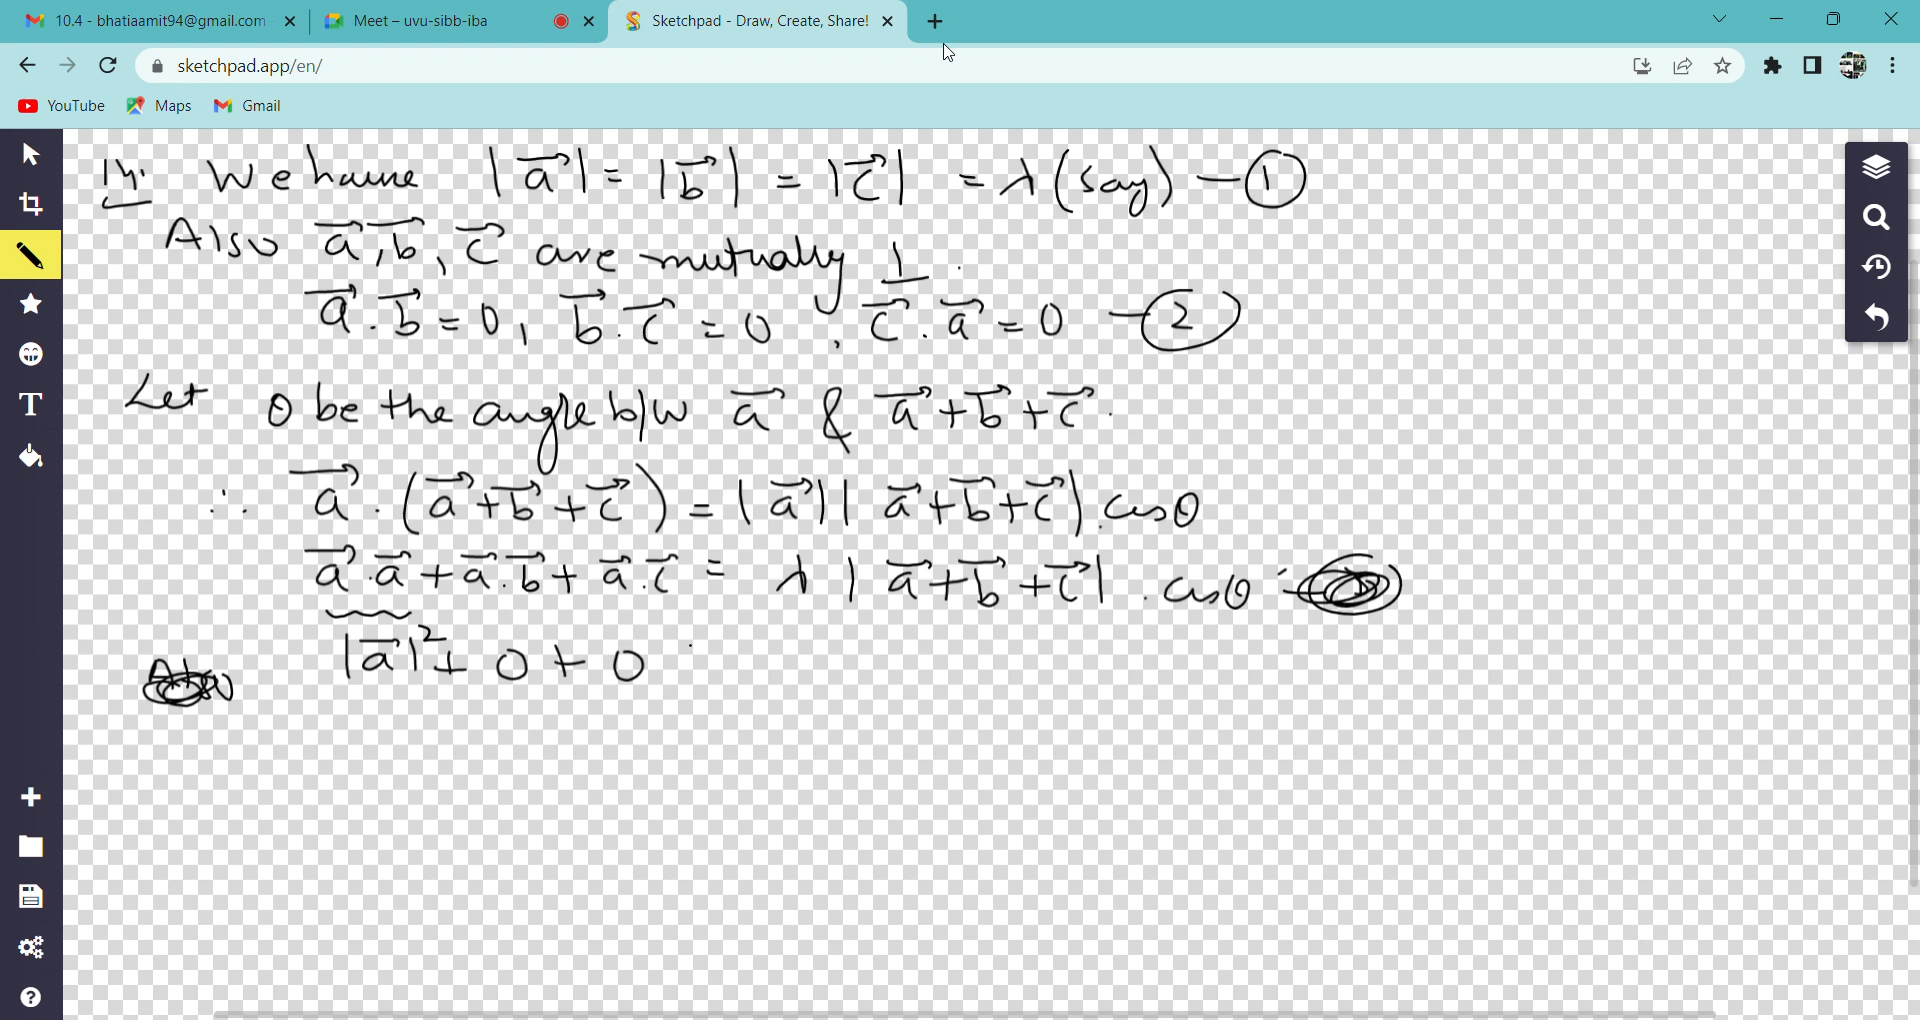 10.4 - bhatiaamit94@gmail.com
Meet – uvu-sibb-iba
Sketchpad - Draw, Create, Share!
sketchpad.app/en/
YouTube Maps Gmail
14. We have |a⃗| = |b⃗| = |c⃗| = λ (say) — ①
Also a⃗, b⃗, c⃗ are mutually ⊥.
a⃗.b⃗ = 0, b⃗.c⃗ = 0, c⃗.a⃗ = 0 — ②
Let θ be the angle b/w a⃗ & a⃗+b⃗+c⃗.
∴ a⃗.(a⃗+b⃗+c⃗) = |a⃗||a⃗+b⃗+c⃗|.cosθ
a⃗.a⃗ + a⃗.b⃗ + a⃗.c⃗ = λ |a⃗+b⃗+c⃗|.cosθ
|a⃗|² + 0 + 0
T